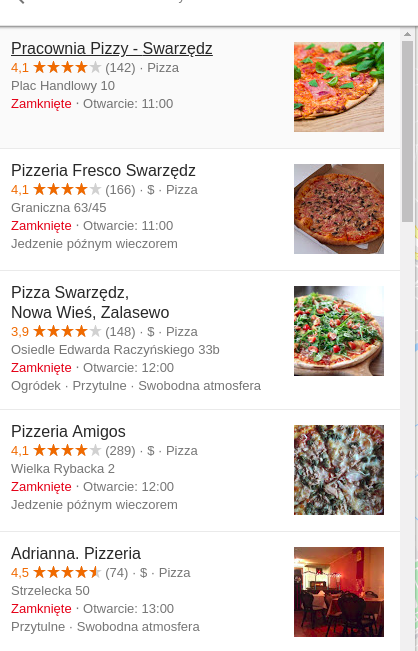 Pracownia Pizzy - Swarzędz
4,1 (142) · Pizza
Plac Handlowy 10
Zamknięte · Otwarcie: 11:00
Pizzeria Fresco Swarzędz
4,1 (166) · $ · Pizza
Graniczna 63/45
Zamknięte · Otwarcie: 11:00
Jedzenie późnym wieczorem
Pizza Swarzędz,
Nowa Wieś, Zalasewo
3,9 (148) · $ · Pizza
Osiedle Edwarda Raczyńskiego 33b
Zamknięte · Otwarcie: 12:00
Ogródek · Przytulne · Swobodna atmosfera
Pizzeria Amigos
4,1 (289) · $ · Pizza
Wielka Rybacka 2
Zamknięte · Otwarcie: 12:00
Jedzenie późnym wieczorem
Adrianna. Pizzeria
4,5 (74) · $ · Pizza
Strzelecka 50
Zamknięte · Otwarcie: 13:00
Przytulne · Swobodna atmosfera